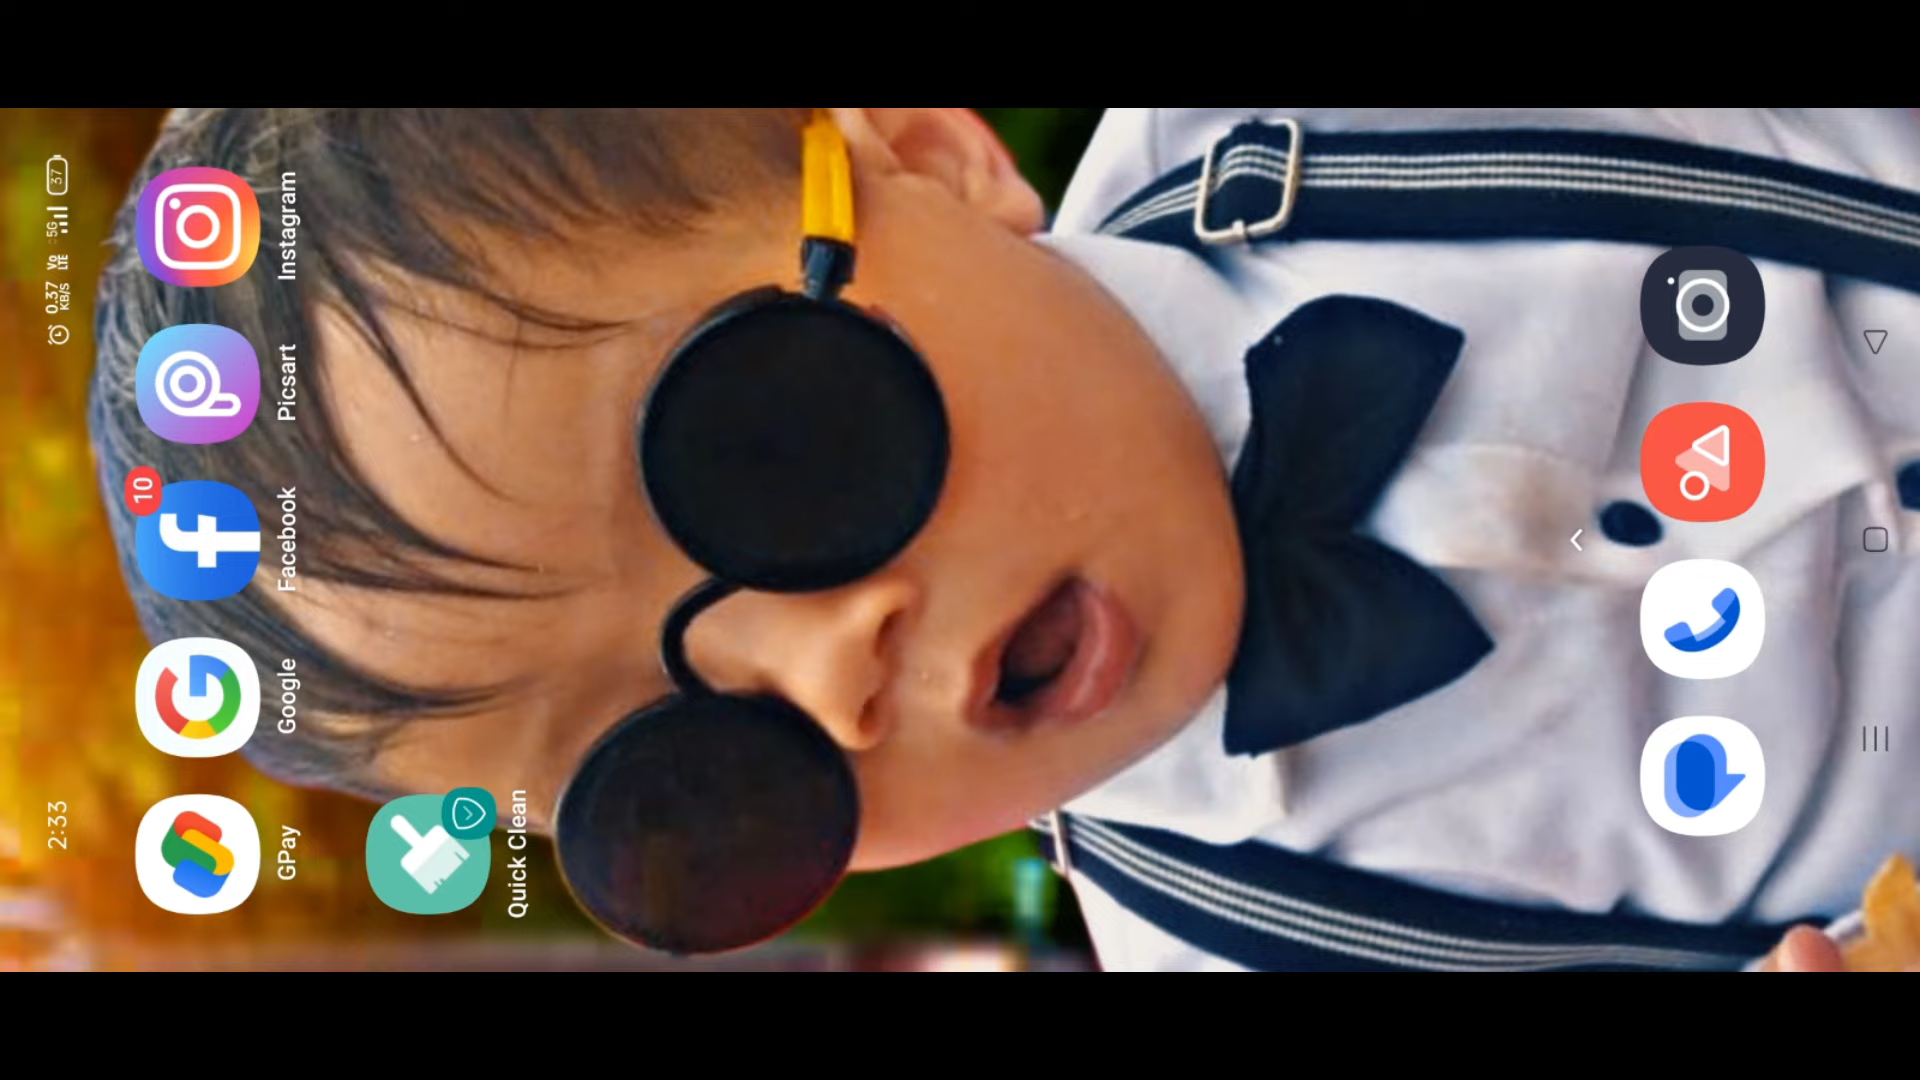 2:33
0.37 KB/S Vo LTE 5G 37
GPay
Google
10
Facebook
Picsart
Instagram
Quick Clean